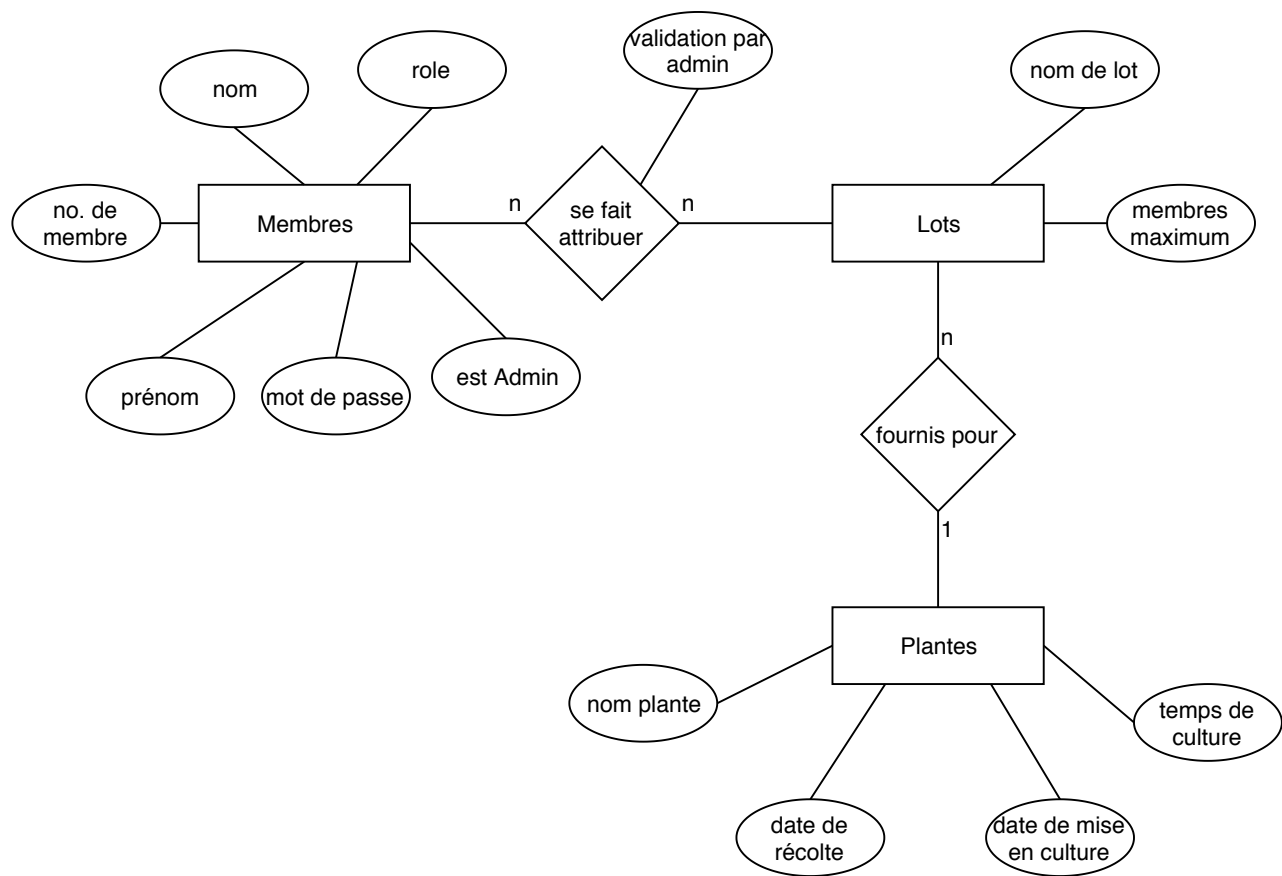 validation par
admin
role
nom
nom de lot
no. de
membre
Membres
n
se fait
attribuer
n
Lots
membres
maximum
prénom
mot de passe
est Admin
n
fournis pour
1
Plantes
nom plante
temps de
culture
date de
récolte
date de mise
en culture